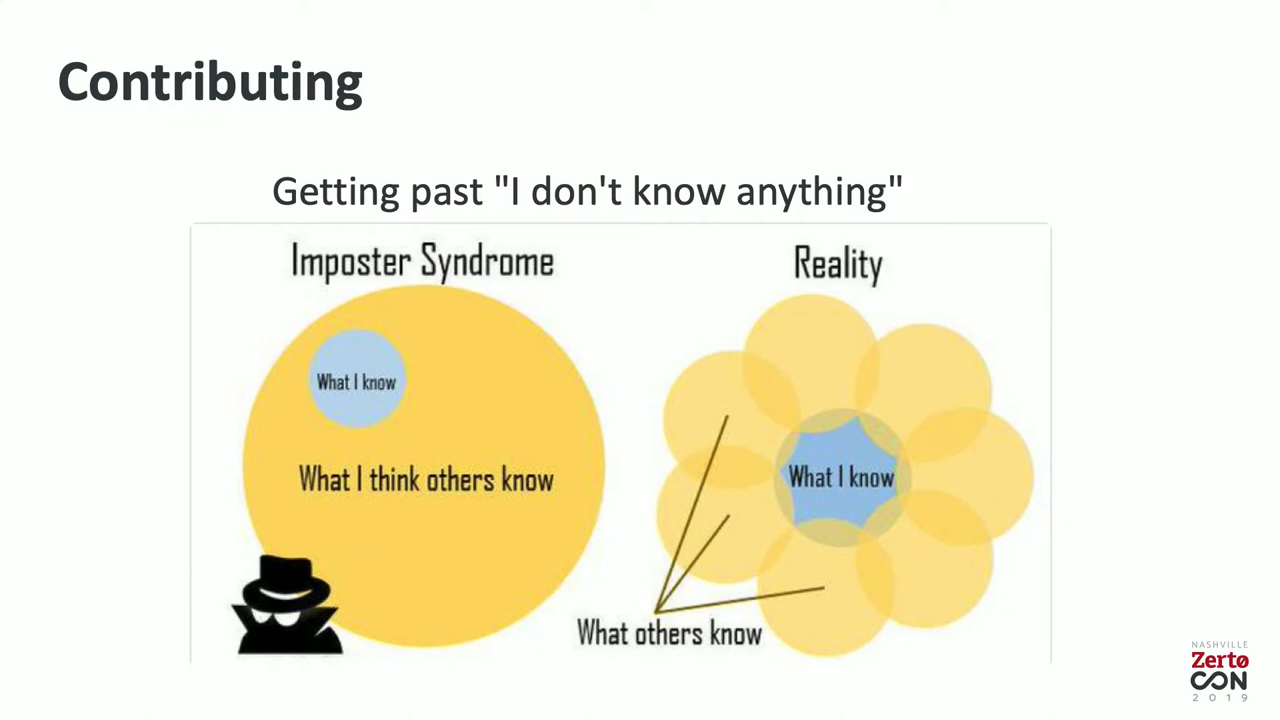 Contributing
Getting past "I don't know anything"
Imposter Syndrome
Reality
What I know
What I think others know
What I know
What others know
NASHVILLE
Zerto
CON
2019